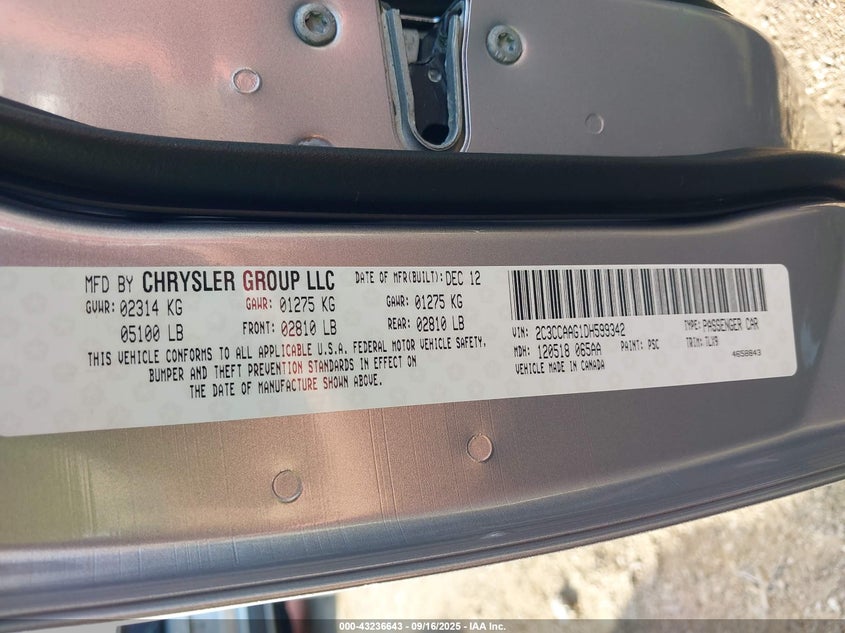 MFD BY CHRYSLER GROUP LLC DATE OF MFR(BUILT): DEC 12
GVWR: 02314 KG GAWR: 01275 KG GAWR: 01275 KG
05100 LB FRONT: 02810 LB REAR: 02810 LB
THIS VEHICLE CONFORMS TO ALL APPLICABLE U.S.A. FEDERAL MOTOR VEHICLE SAFETY,
BUMPER AND THEFT PREVENTION STANDARDS IN EFFECT ON
THE DATE OF MANUFACTURE SHOWN ABOVE.
VIN: 2C3CCAAG1DH599342 TYPE: PASSENGER CAR
MDH: 120518 065AA PAINT: PSC TRIM: TLX9
VEHICLE MADE IN CANADA 4658843
000-43236643 - 09/16/2025 - IAA Inc.